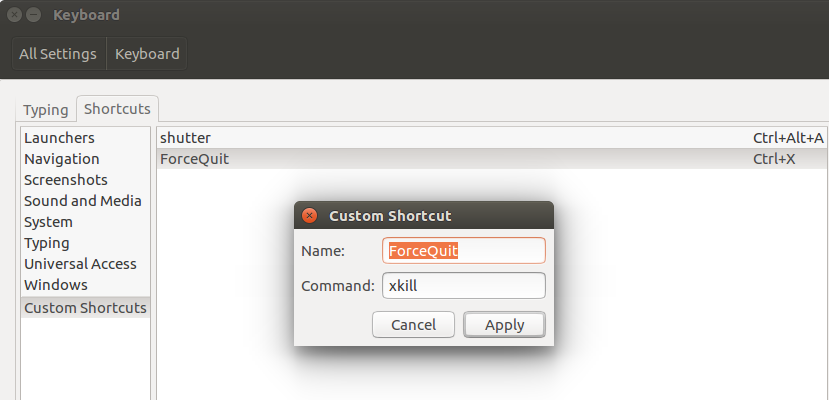 Keyboard
All Settings Keyboard
Typing Shortcuts
Launchers
Navigation
Screenshots
Sound and Media
System
Typing
Universal Access
Windows
Custom Shortcuts
shutter Ctrl+Alt+A
ForceQuit Ctrl+X
Custom Shortcut
Name: ForceQuit
Command: xkill
Cancel Apply